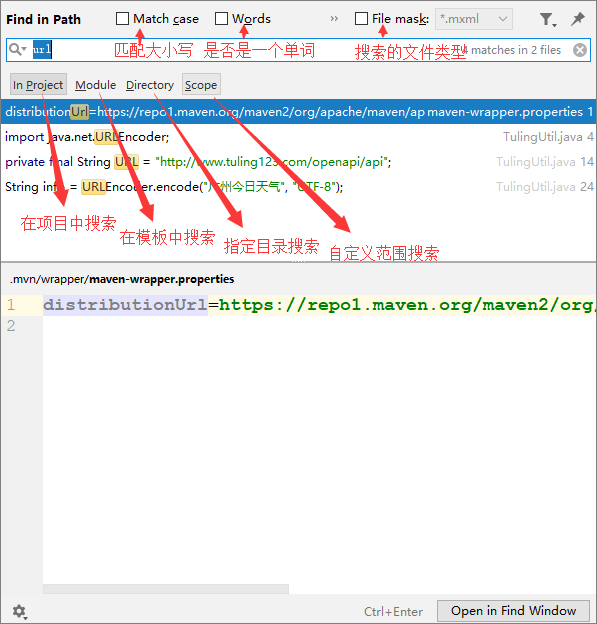 Find in Path Match case Words File mask: *.mxml
匹配大小写 是否是一个单词 搜索的文件类型
url 4 matches in 2 files
In Project Module Directory Scope
distributionUrl=https://repo1.maven.org/maven2/org/apache/maven/ap maven-wrapper.properties 1
import java.net.URLEncoder; TulingUtil.java 4
private final String URL = "http://www.tuling123.com/openapi/api"; TulingUtil.java 14
String info = URLEncoder.encode("广州今日天气", "UTF-8"); TulingUtil.java 24
在项目中搜索 在模板中搜索 指定目录搜索 自定义范围搜索
.mvn/wrapper/maven-wrapper.properties
1 distributionUrl=https://repo1.maven.org/maven2/org/
2
Ctrl+Enter Open in Find Window